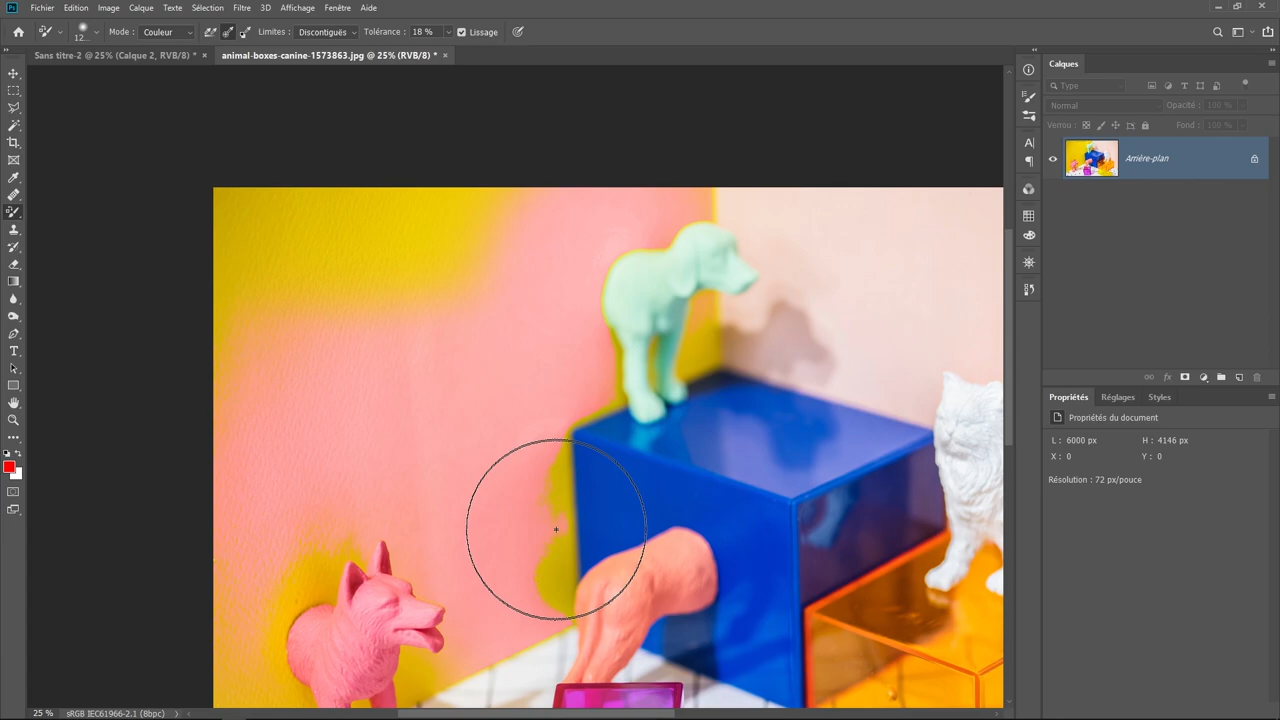 Ps Fichier Edition Image Calque Texte Sélection Filtre 3D Affichage Fenêtre Aide
12... Mode : Couleur Limites : Discontiguës Tolérance : 18 % Lissage
Sans titre-2 @ 25% (Calque 2, RVB/8) * × animal-boxes-canine-1573863.jpg @ 25% (RVB/8) * ×
Calques
Type
Normal Opacité : 100 %
Verrou : Fond : 100 %
Arrière-plan
Propriétés Réglages Styles
Propriétés du document
L : 6000 px H : 4146 px
X : 0 Y : 0
Résolution : 72 px/pouce
25 % sRGB IEC61966-2.1 (8bpc)